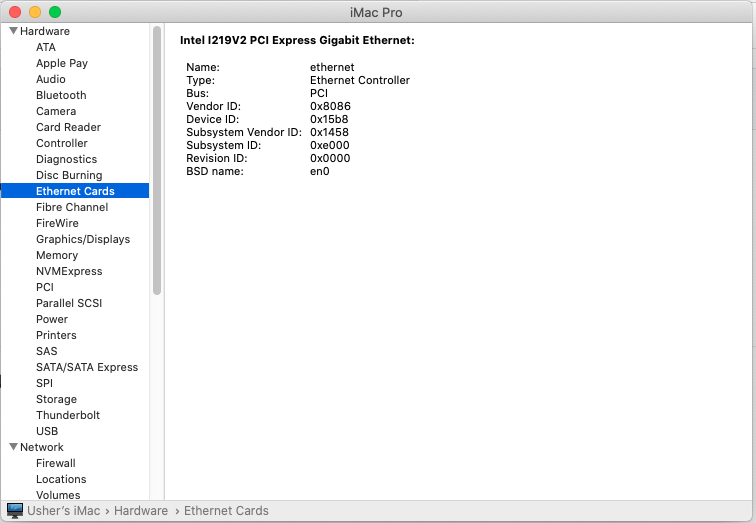 iMac Pro
Hardware
ATA
Apple Pay
Audio
Bluetooth
Camera
Card Reader
Controller
Diagnostics
Disc Burning
Ethernet Cards
Fibre Channel
FireWire
Graphics/Displays
Memory
NVMExpress
PCI
Parallel SCSI
Power
Printers
SAS
SATA/SATA Express
SPI
Storage
Thunderbolt
USB
Network
Firewall
Locations
Volumes
Intel I219V2 PCI Express Gigabit Ethernet:
Name: ethernet
Type: Ethernet Controller
Bus: PCI
Vendor ID: 0x8086
Device ID: 0x15b8
Subsystem Vendor ID: 0x1458
Subsystem ID: 0xe000
Revision ID: 0x0000
BSD name: en0
Usher's iMac › Hardware › Ethernet Cards